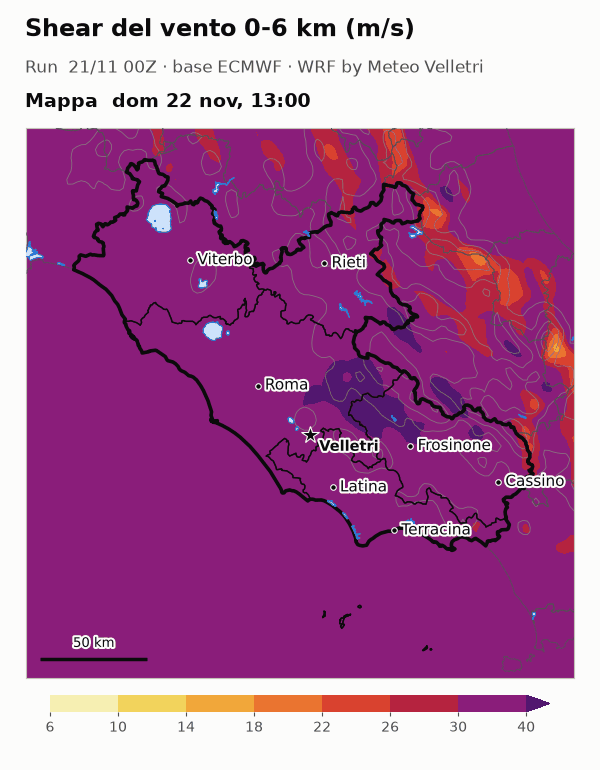 Shear del vento 0-6 km (m/s)
Run 21/11 00Z · base ECMWF · WRF by Meteo Velletri
Mappa dom 22 nov, 13:00
Viterbo
Rieti
Roma
Velletri
Frosinone
Cassino
Latina
Terracina
50 km
6 10 14 18 22 26 30 40